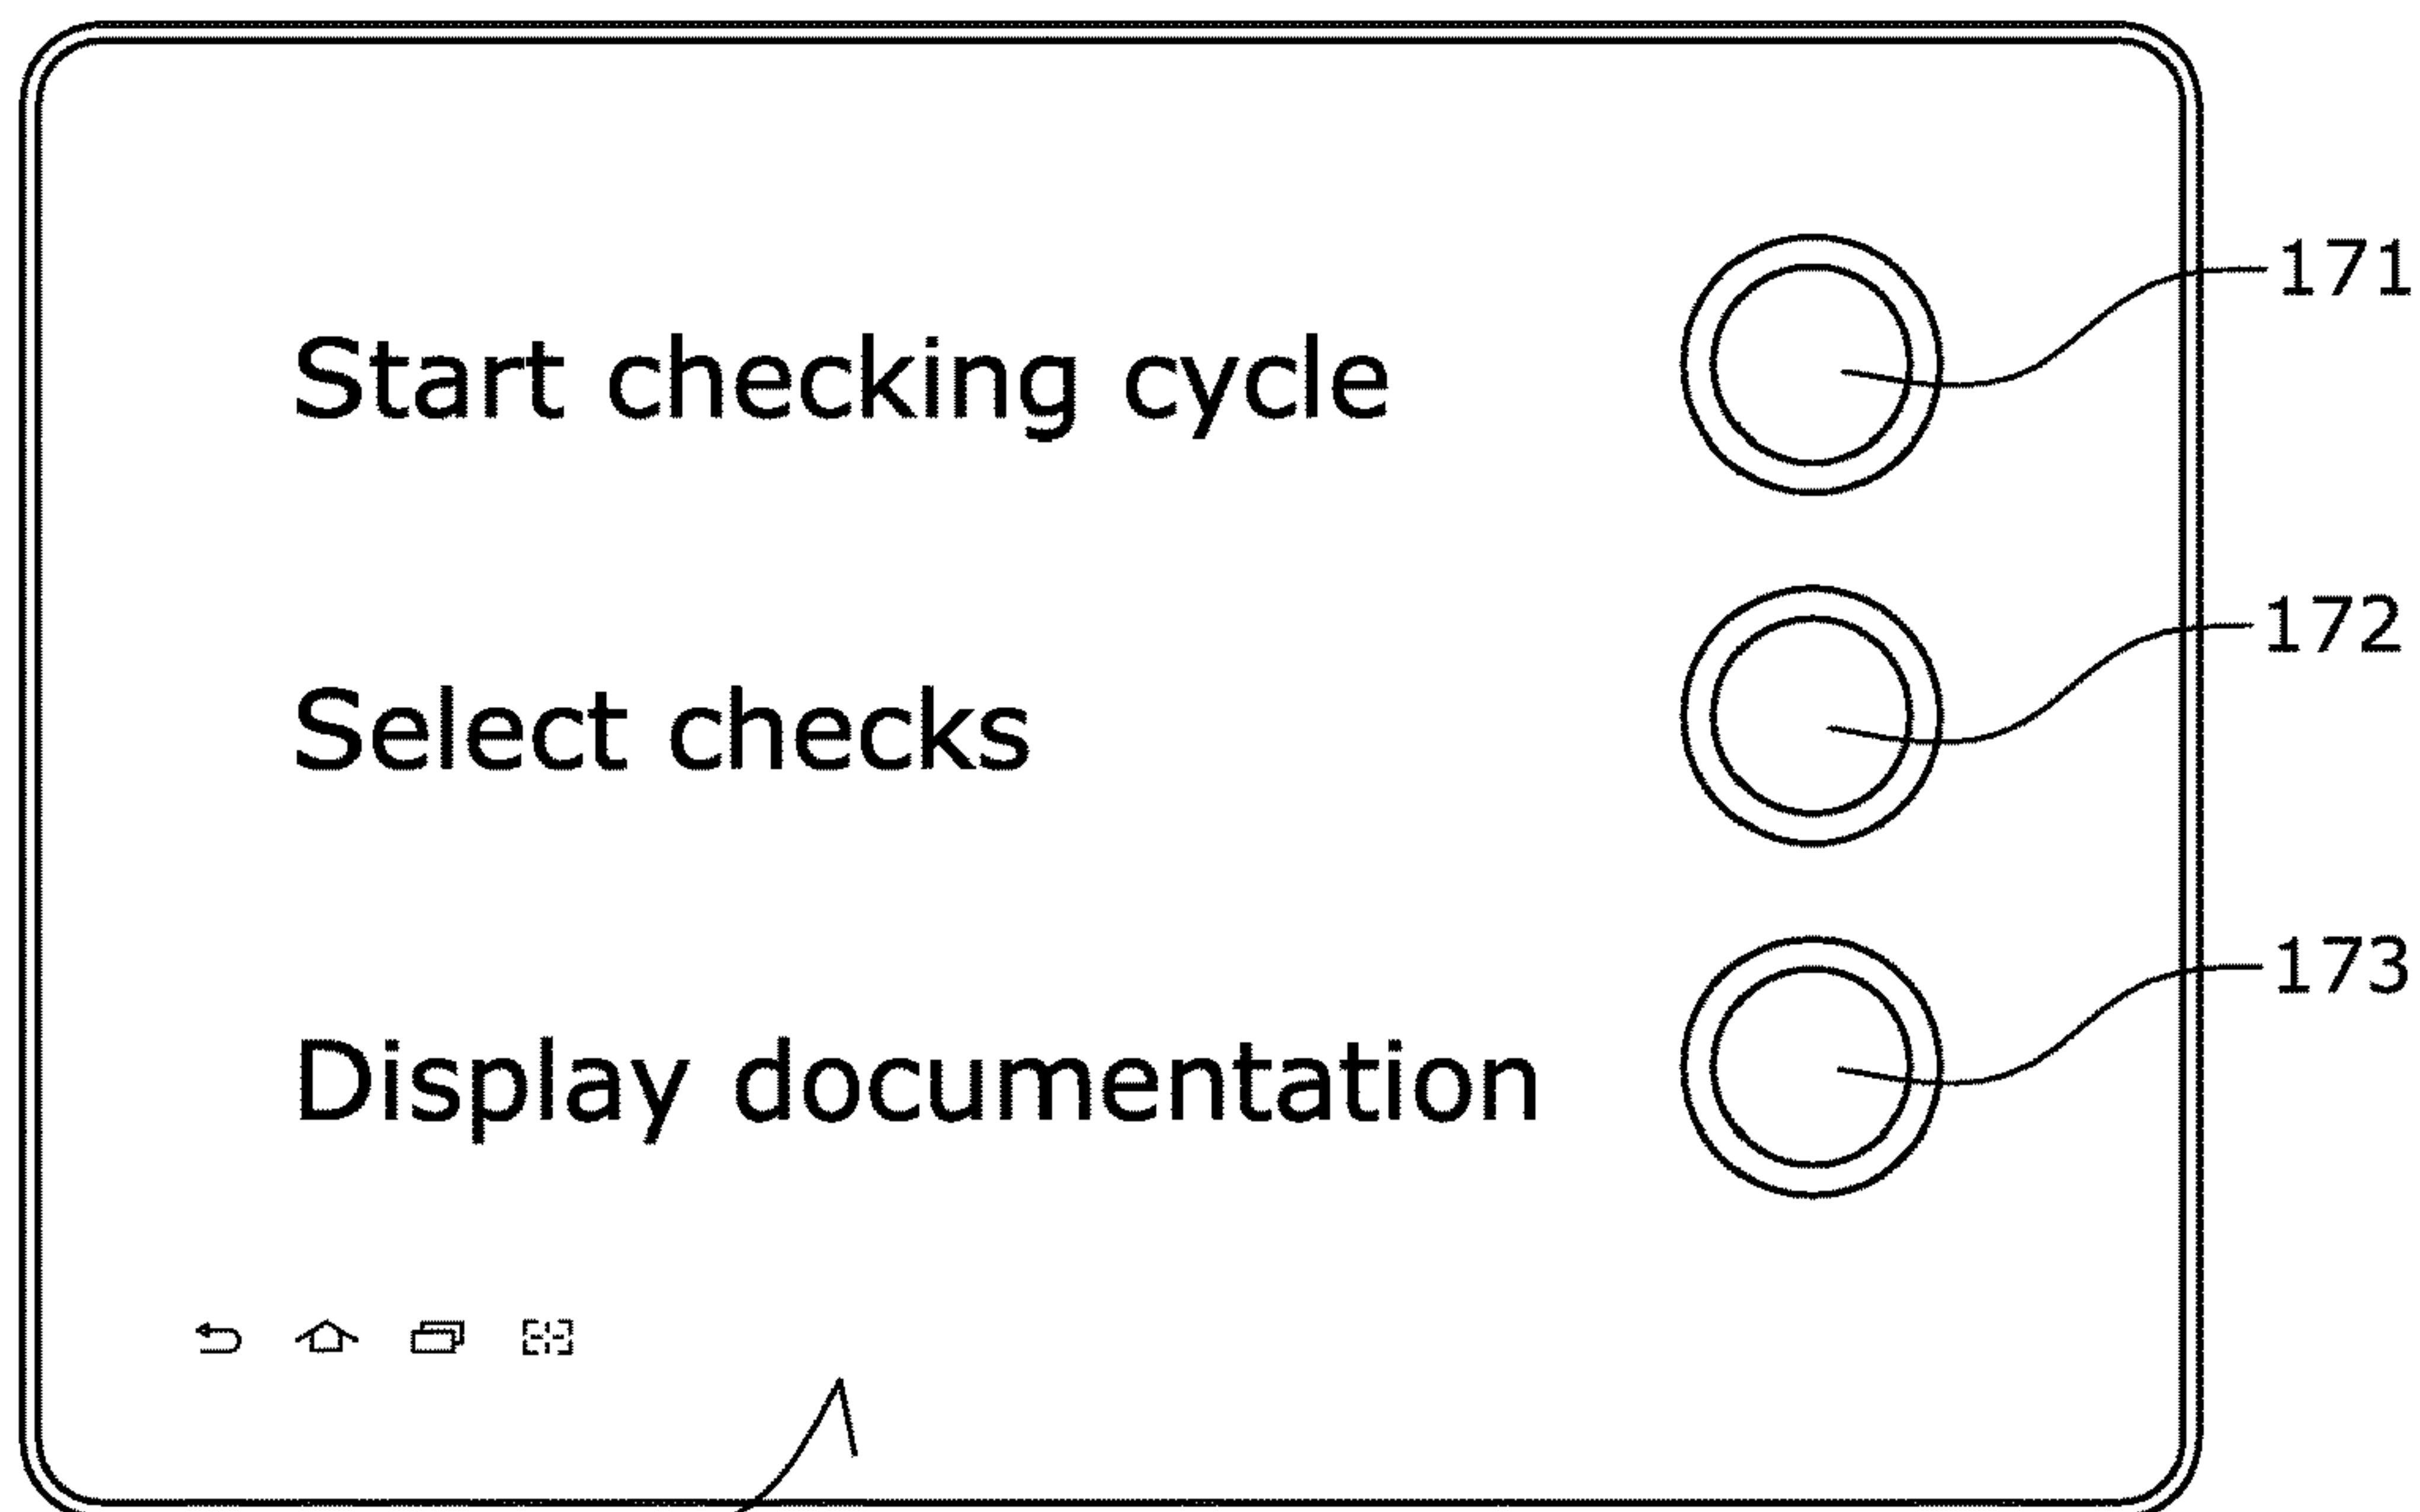 171
Start checking cycle
172
Select checks
173
Display documentation